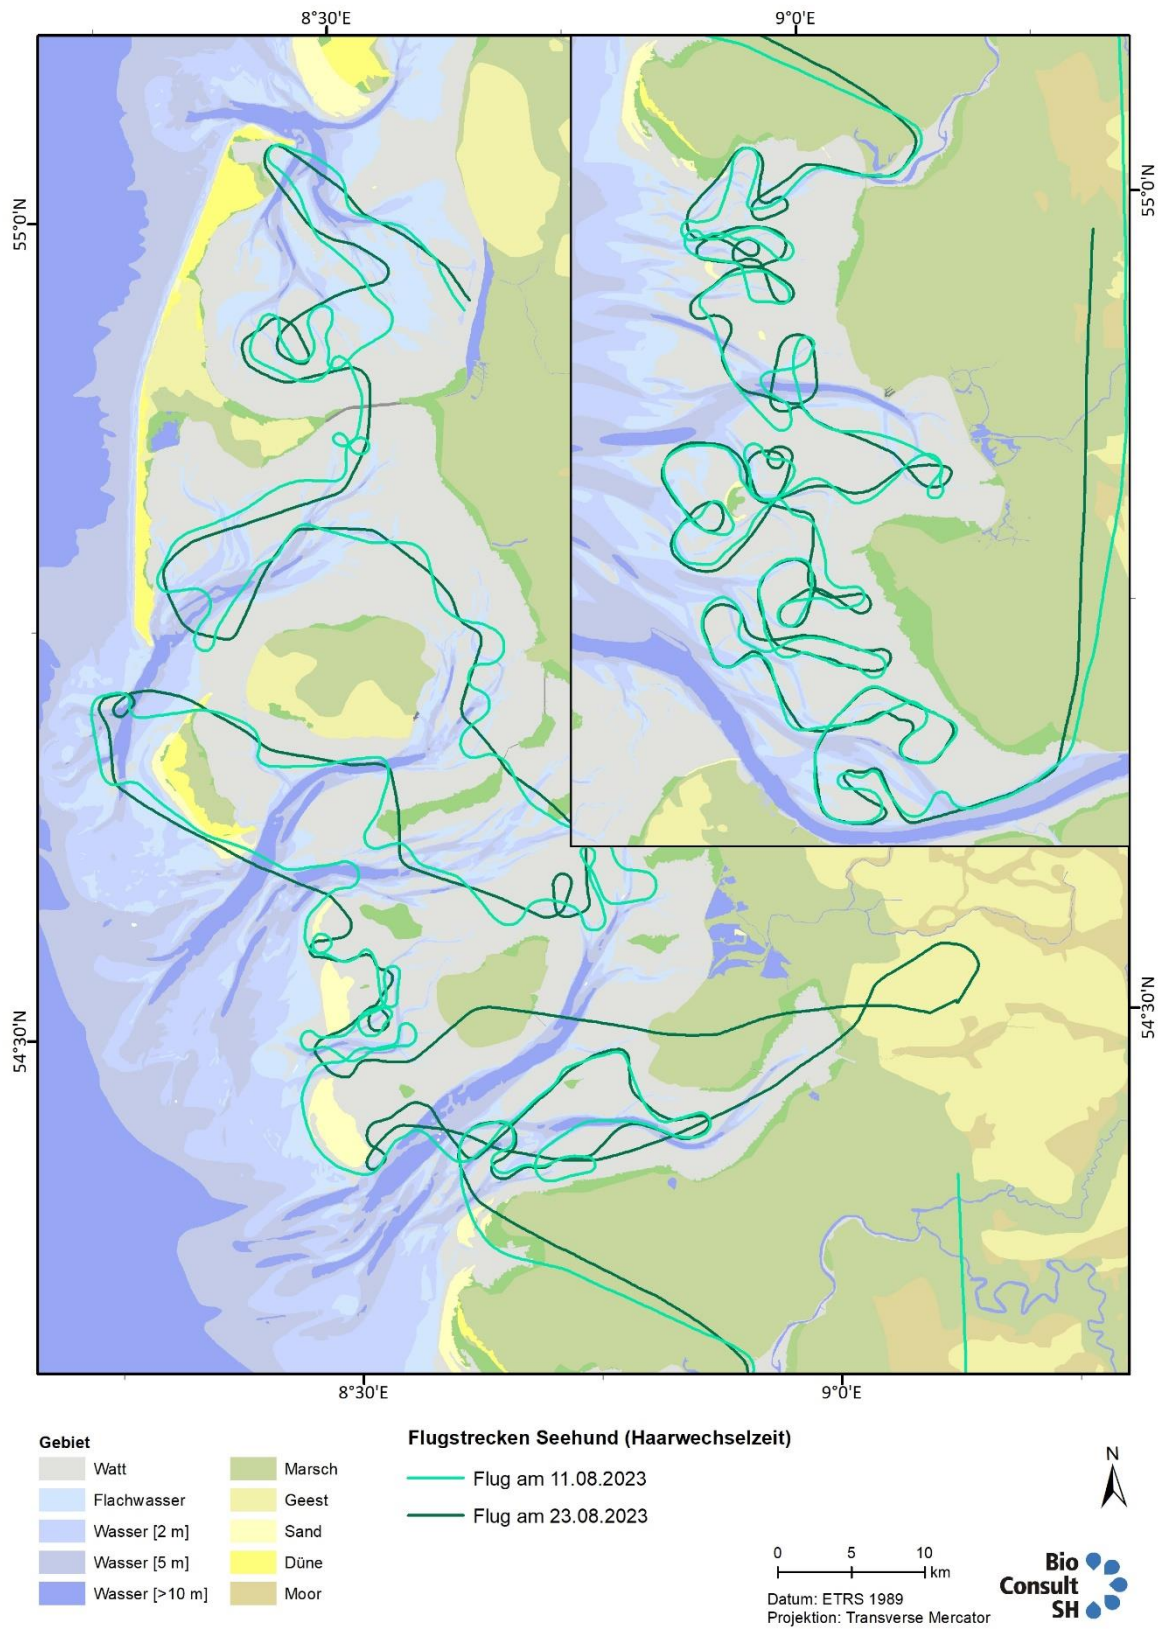 8°30'E
9°0'E
55°0'N
55°0'N
54°30'N
54°30'N
8°30'E
9°0'E
Gebiet
Watt
Flachwasser
Wasser [2 m]
Wasser [5 m]
Wasser [>10 m]
Marsch
Geest
Sand
Düne
Moor
Flugstrecken Seehund (Haarwechselzeit)
Flug am 11.08.2023
Flug am 23.08.2023
N
0 5 10
km
Datum: ETRS 1989
Projektion: Transverse Mercator
Bio
Consult
SH